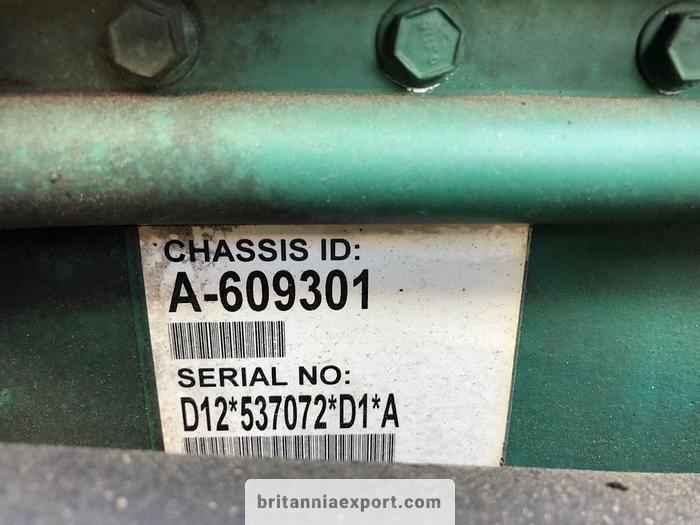 CHASSIS ID:
A-609301
SERIAL NO:
D12*537072*D1*A
britanniaexport.com